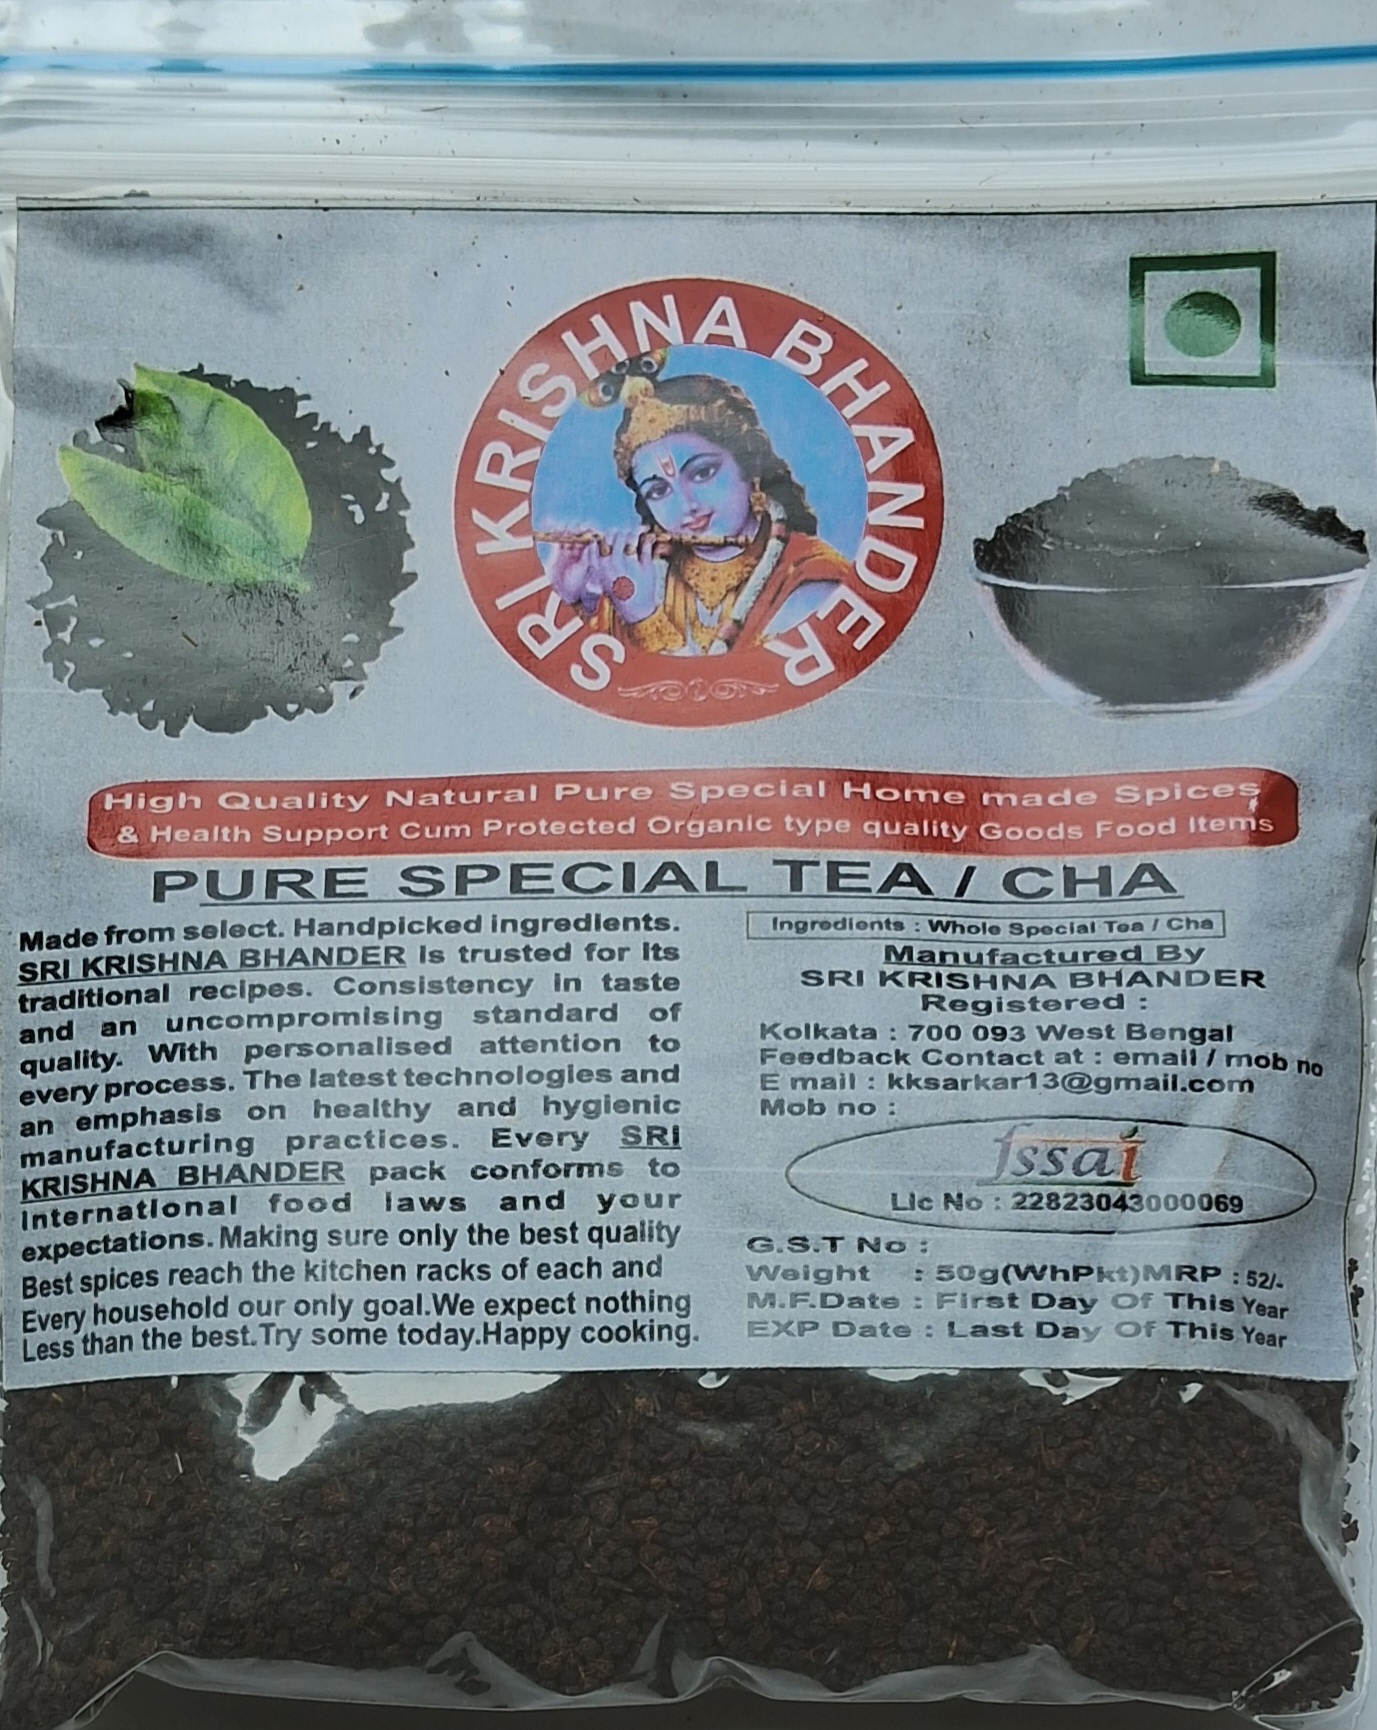 SRI KRISHNA BHANDER
High Quality Natural Pure Special Home made Spices
& Health Support Cum Protected Organic type quality Goods Food Items
PURE SPECIAL TEA / CHA
Made from select. Handpicked ingredients.
SRI KRISHNA BHANDER is trusted for its
traditional recipes. Consistency in taste
and an uncompromising standard of
quality. With personalised attention to
every process. The latest technologies and
an emphasis on healthy and hygienic
manufacturing practices. Every SRI
KRISHNA BHANDER pack conforms to
International food laws and your
expectations. Making sure only the best quality
Best spices reach the kitchen racks of each and
Every household our only goal.We expect nothing
Less than the best.Try some today.Happy cooking.
Ingredients : Whole Special Tea / Cha
Manufactured By
SRI KRISHNA BHANDER
Registered :
Kolkata : 700 093 West Bengal
Feedback Contact at : email / mob no
E mail : kksarkar13@gmail.com
Mob no :
fssai
Lic No : 22823043000069
G.S.T No :
Weight : 50g(WhPkt)MRP : 52/-
M.F.Date : First Day Of This Year
EXP Date : Last Day Of This Year